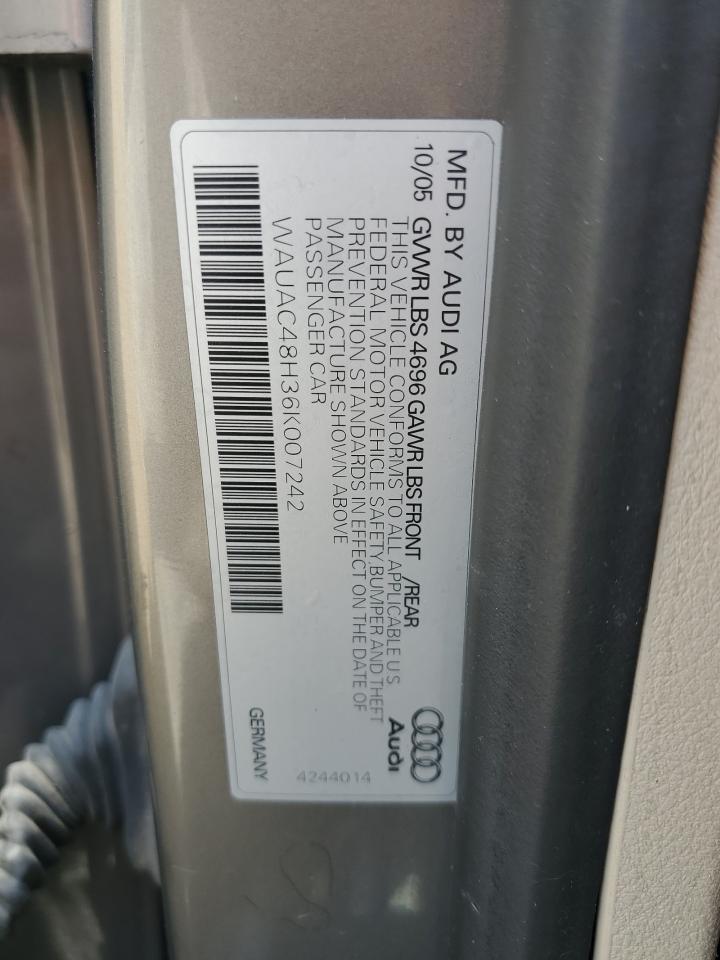 MFD. BY AUDI AG
10/05 GVWR LBS 4696 GAWR LBS FRONT /REAR
THIS VEHICLE CONFORMS TO ALL APPLICABLE U S
FEDERAL MOTOR VEHICLE SAFETY,BUMPER AND THEFT
PREVENTION STANDARDS IN EFFECT ON THE DATE OF
MANUFACTURE SHOWN ABOVE
PASSENGER CAR
WAUAC48H36K007242
Audi
4244014
GERMANY